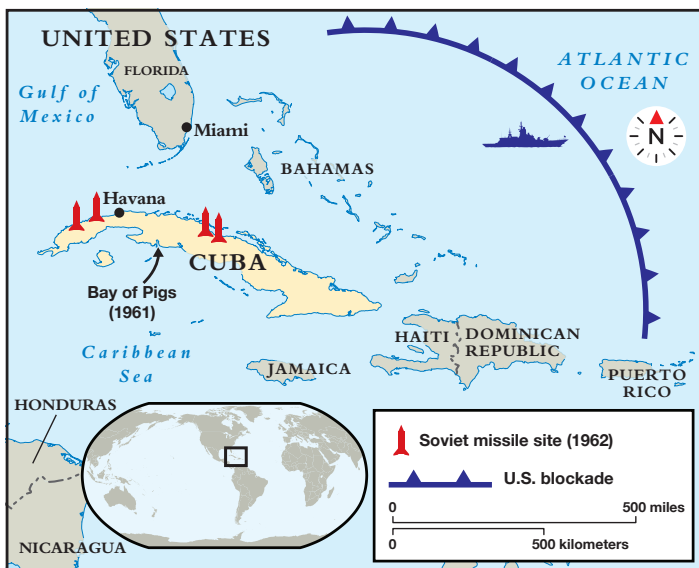 UNITED STATES
FLORIDA
ATLANTIC
OCEAN
Gulf of
Mexico
Miami
N
BAHAMAS
Havana
CUBA
Bay of Pigs
(1961)
HAITI
DOMINICAN
REPUBLIC
Caribbean
Sea
JAMAICA
PUERTO
RICO
HONDURAS
NICARAGUA
Soviet missile site (1962)
U.S. blockade
0 500 miles
0 500 kilometers